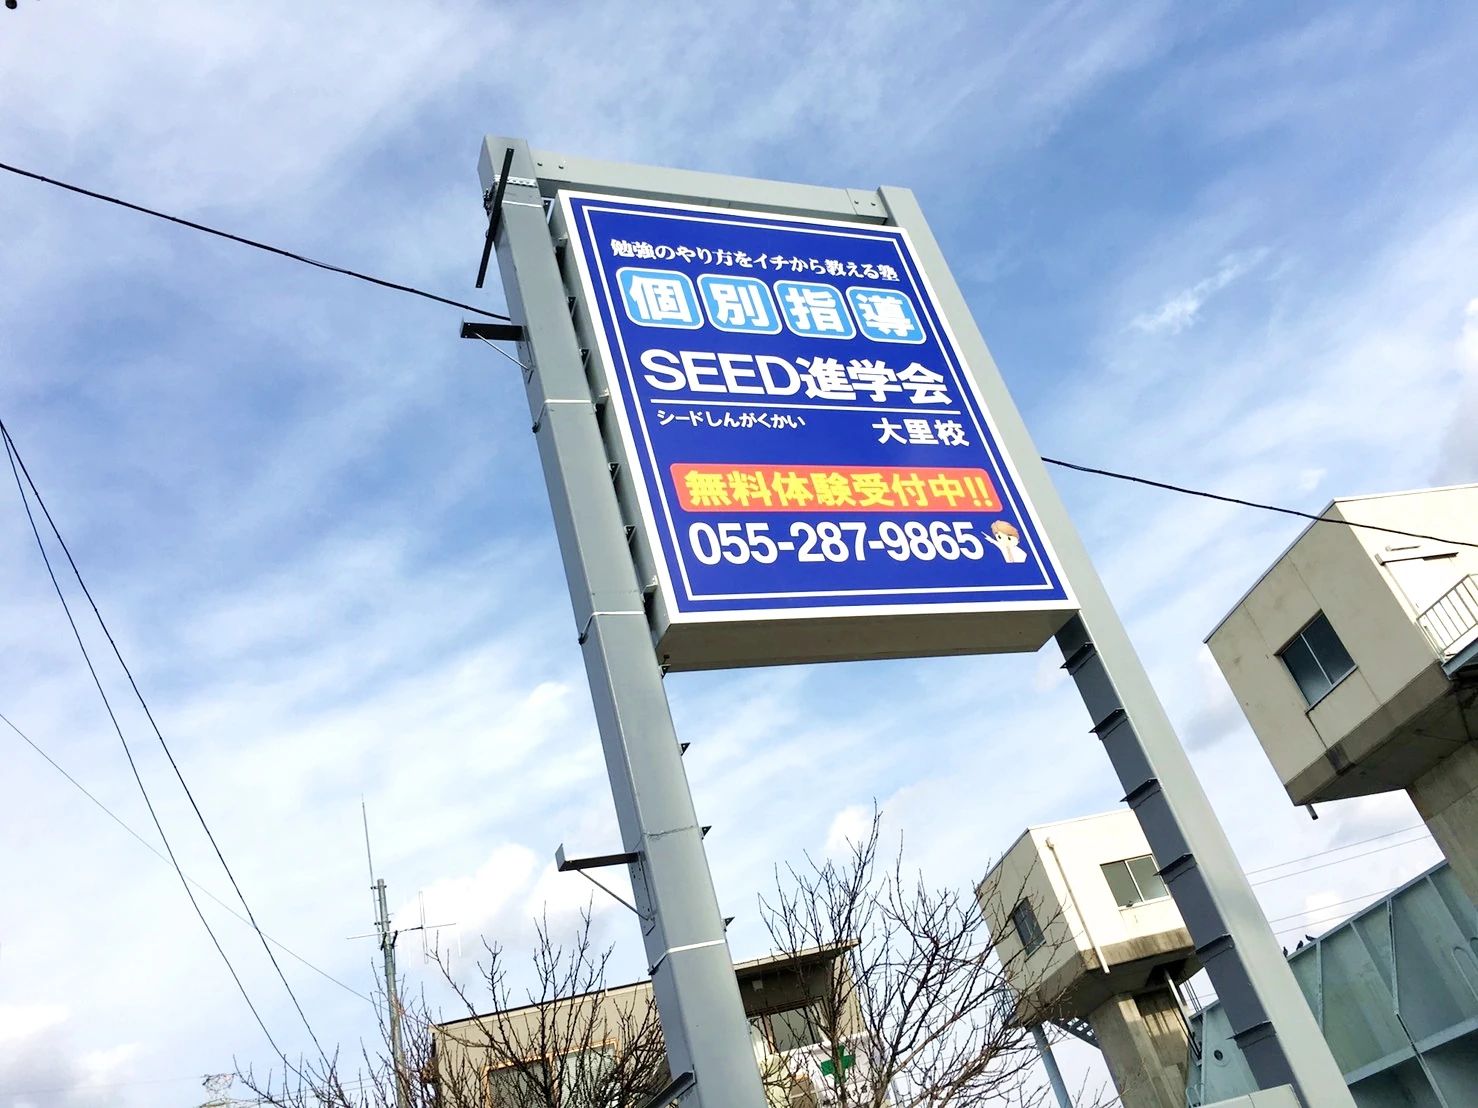 勉強のやり方をイチから教える塾
個別指導
SEED進学会
シードしんがくかい 大里校
無料体験受付中!!
055-287-9865